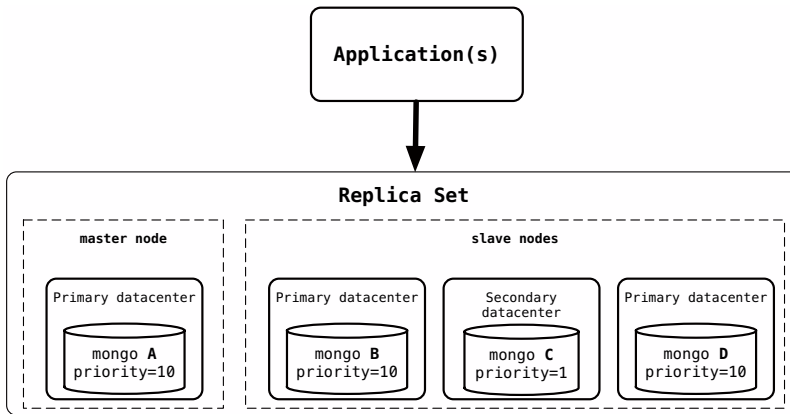 Application(s)
Replica Set
master node
slave nodes
Primary datacenter
mongo A
priority=10
Primary datacenter
mongo B
priority=10
Secondary
datacenter
mongo C
priority=1
Primary datacenter
mongo D
priority=10